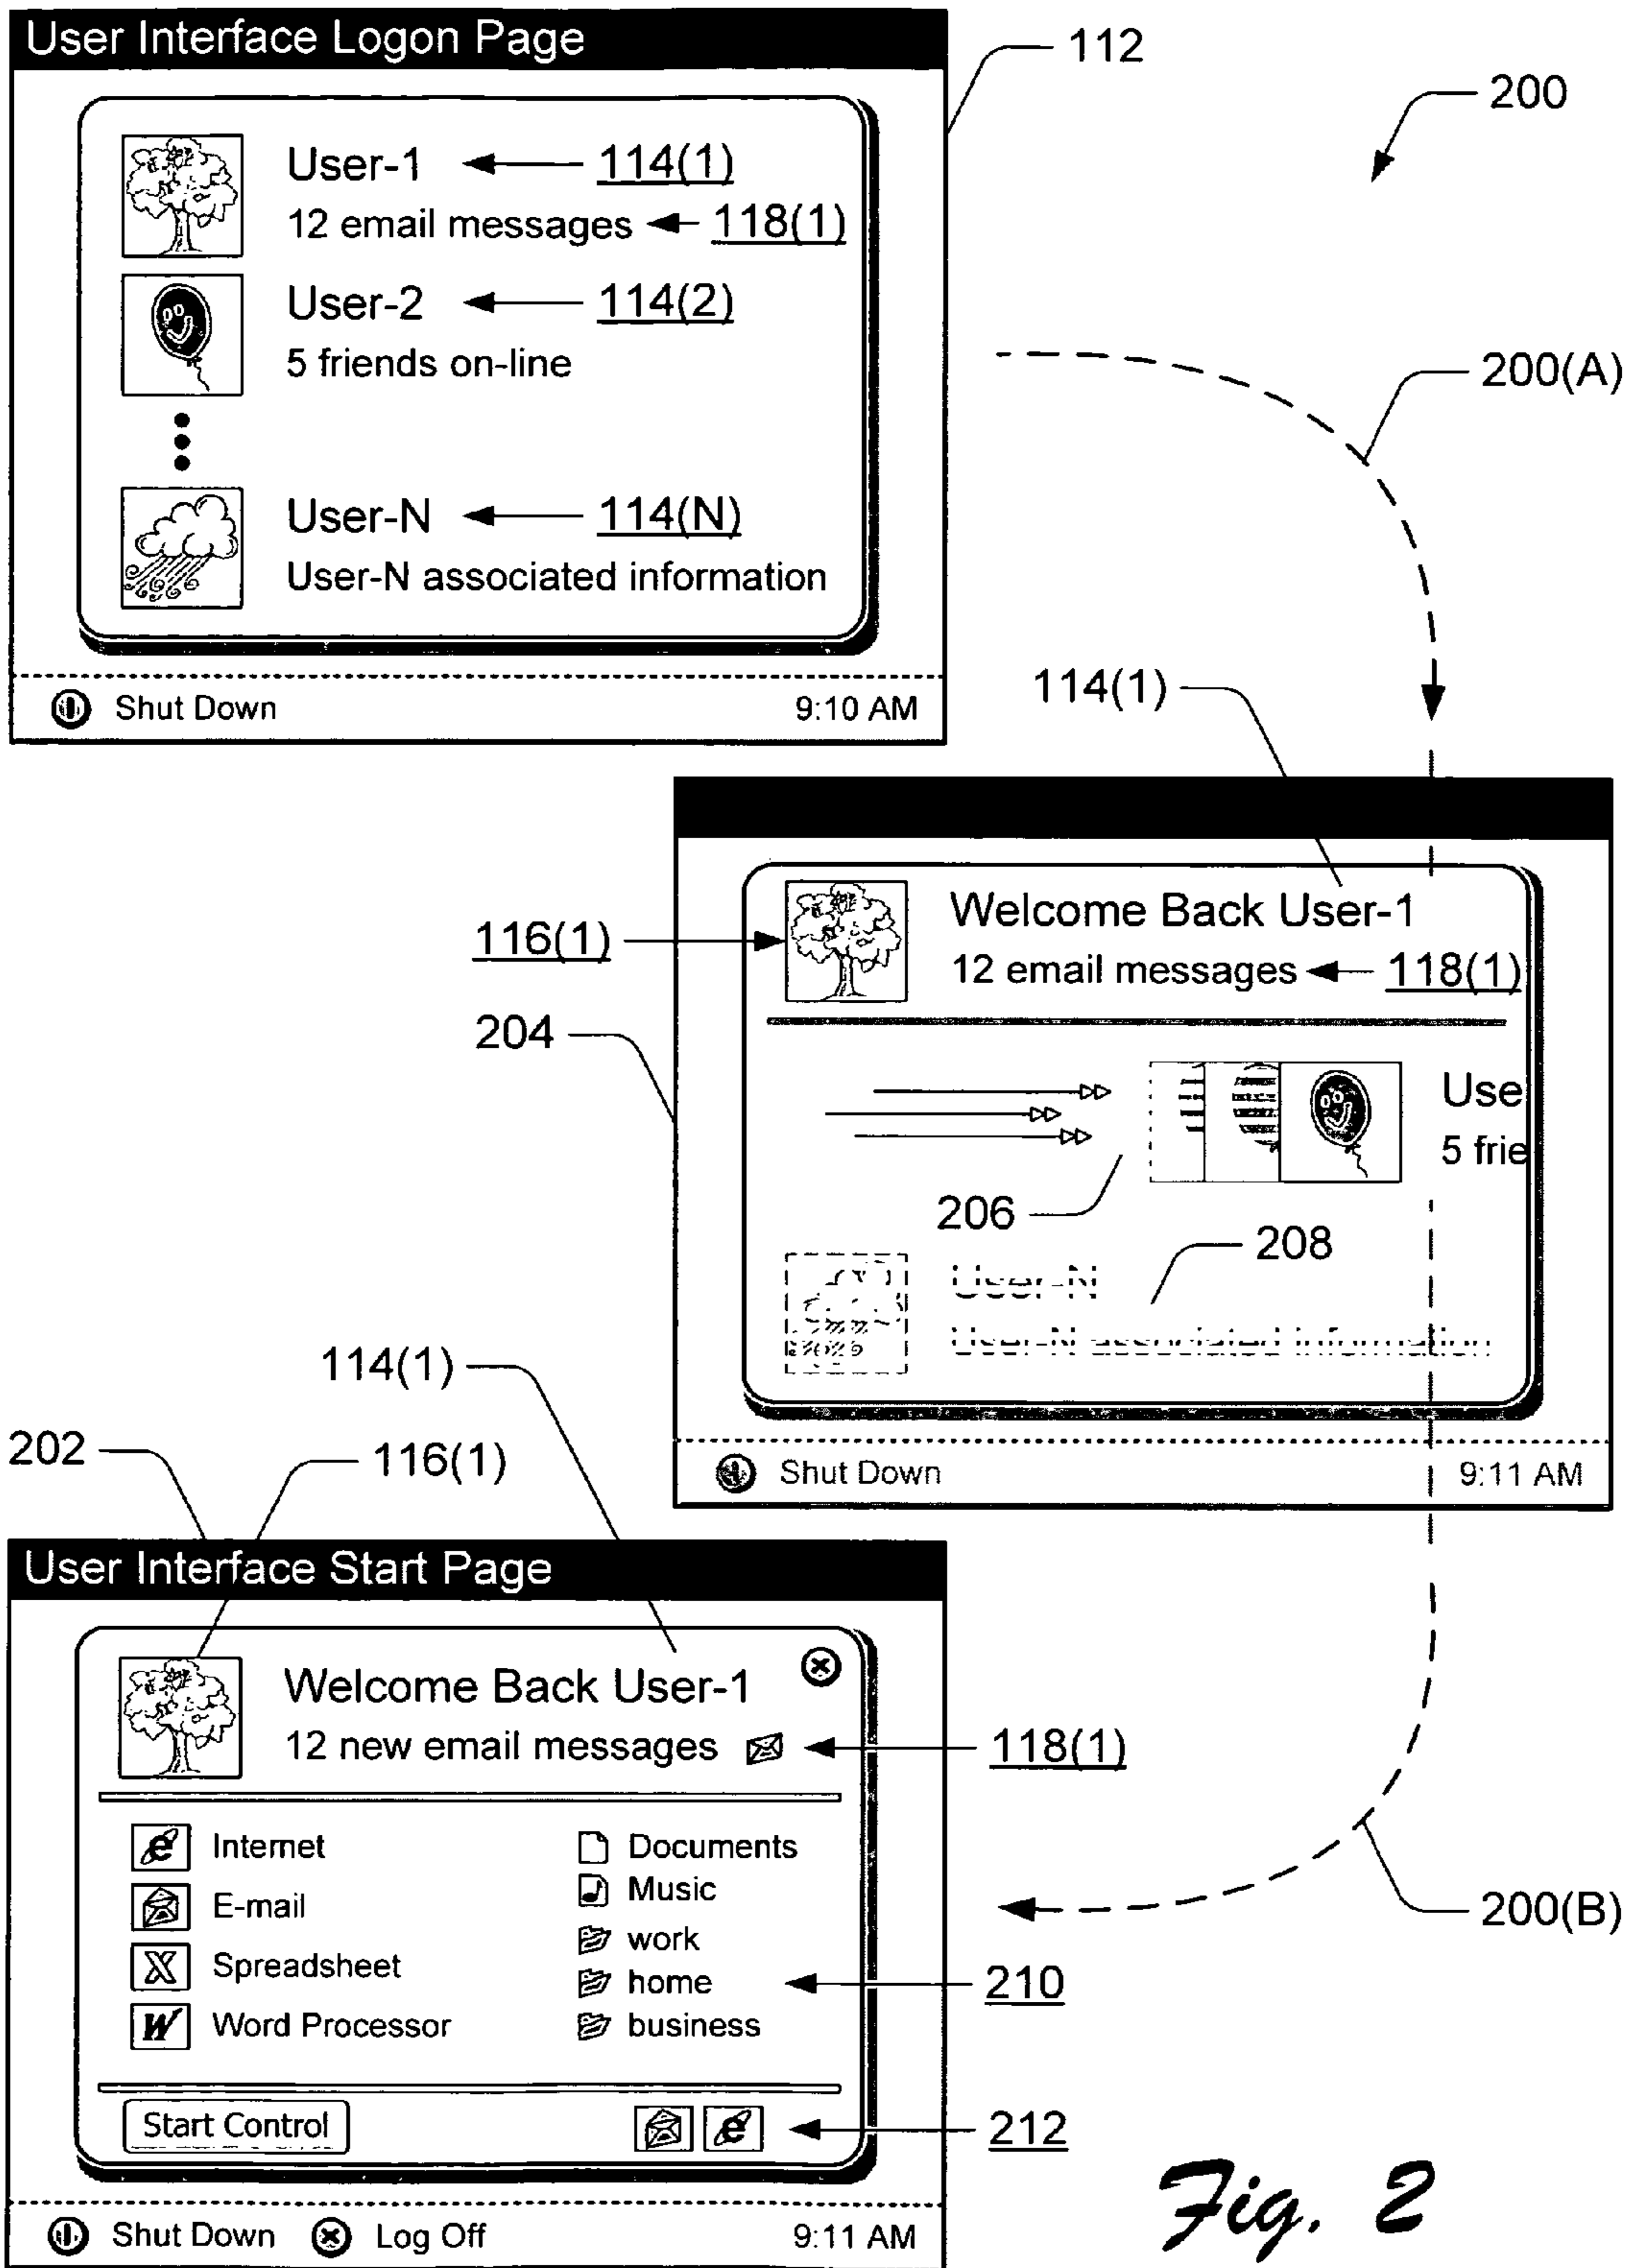 User Interface Logon Page
112
200
User-1 114(1)
12 email messages 118(1)
User-2 114(2)
5 friends on-line
200(A)
User-N 114(N)
User-N associated information
Shut Down 9:10 AM
114(1)
Welcome Back User-1
116(1)
12 email messages 118(1)
204
Use
5 frie
206
208
User-N
User-N associated information
114(1)
202
116(1)
Shut Down 9:11 AM
User Interface Start Page
Welcome Back User-1
12 new email messages 118(1)
Internet Documents
Music
E-mail
work
200(B)
Spreadsheet
home 210
Word Processor business
Start Control 212
Shut Down Log Off 9:11 AM
Fig. 2